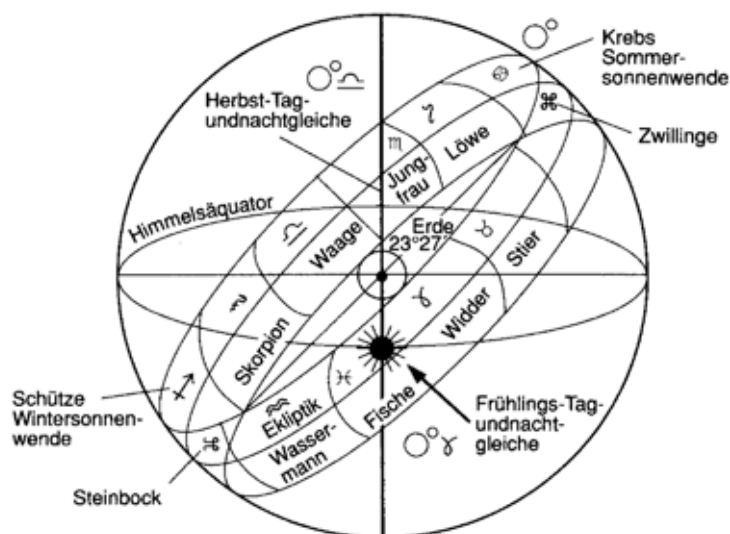 Krebs
Sommer-
sonnenwende
Herbst-Tag-
undnachtgleiche
Zwillinge
Löwe
Jung-
frau
Himmelsäquator
Erde
23°27'
Waage
Stier
Widder
Skorpion
Schütze
Wintersonnen-
wende
Ekliptik
Fische
Frühlings-Tag-
undnacht-
gleiche
Wasser-
mann
Steinbock